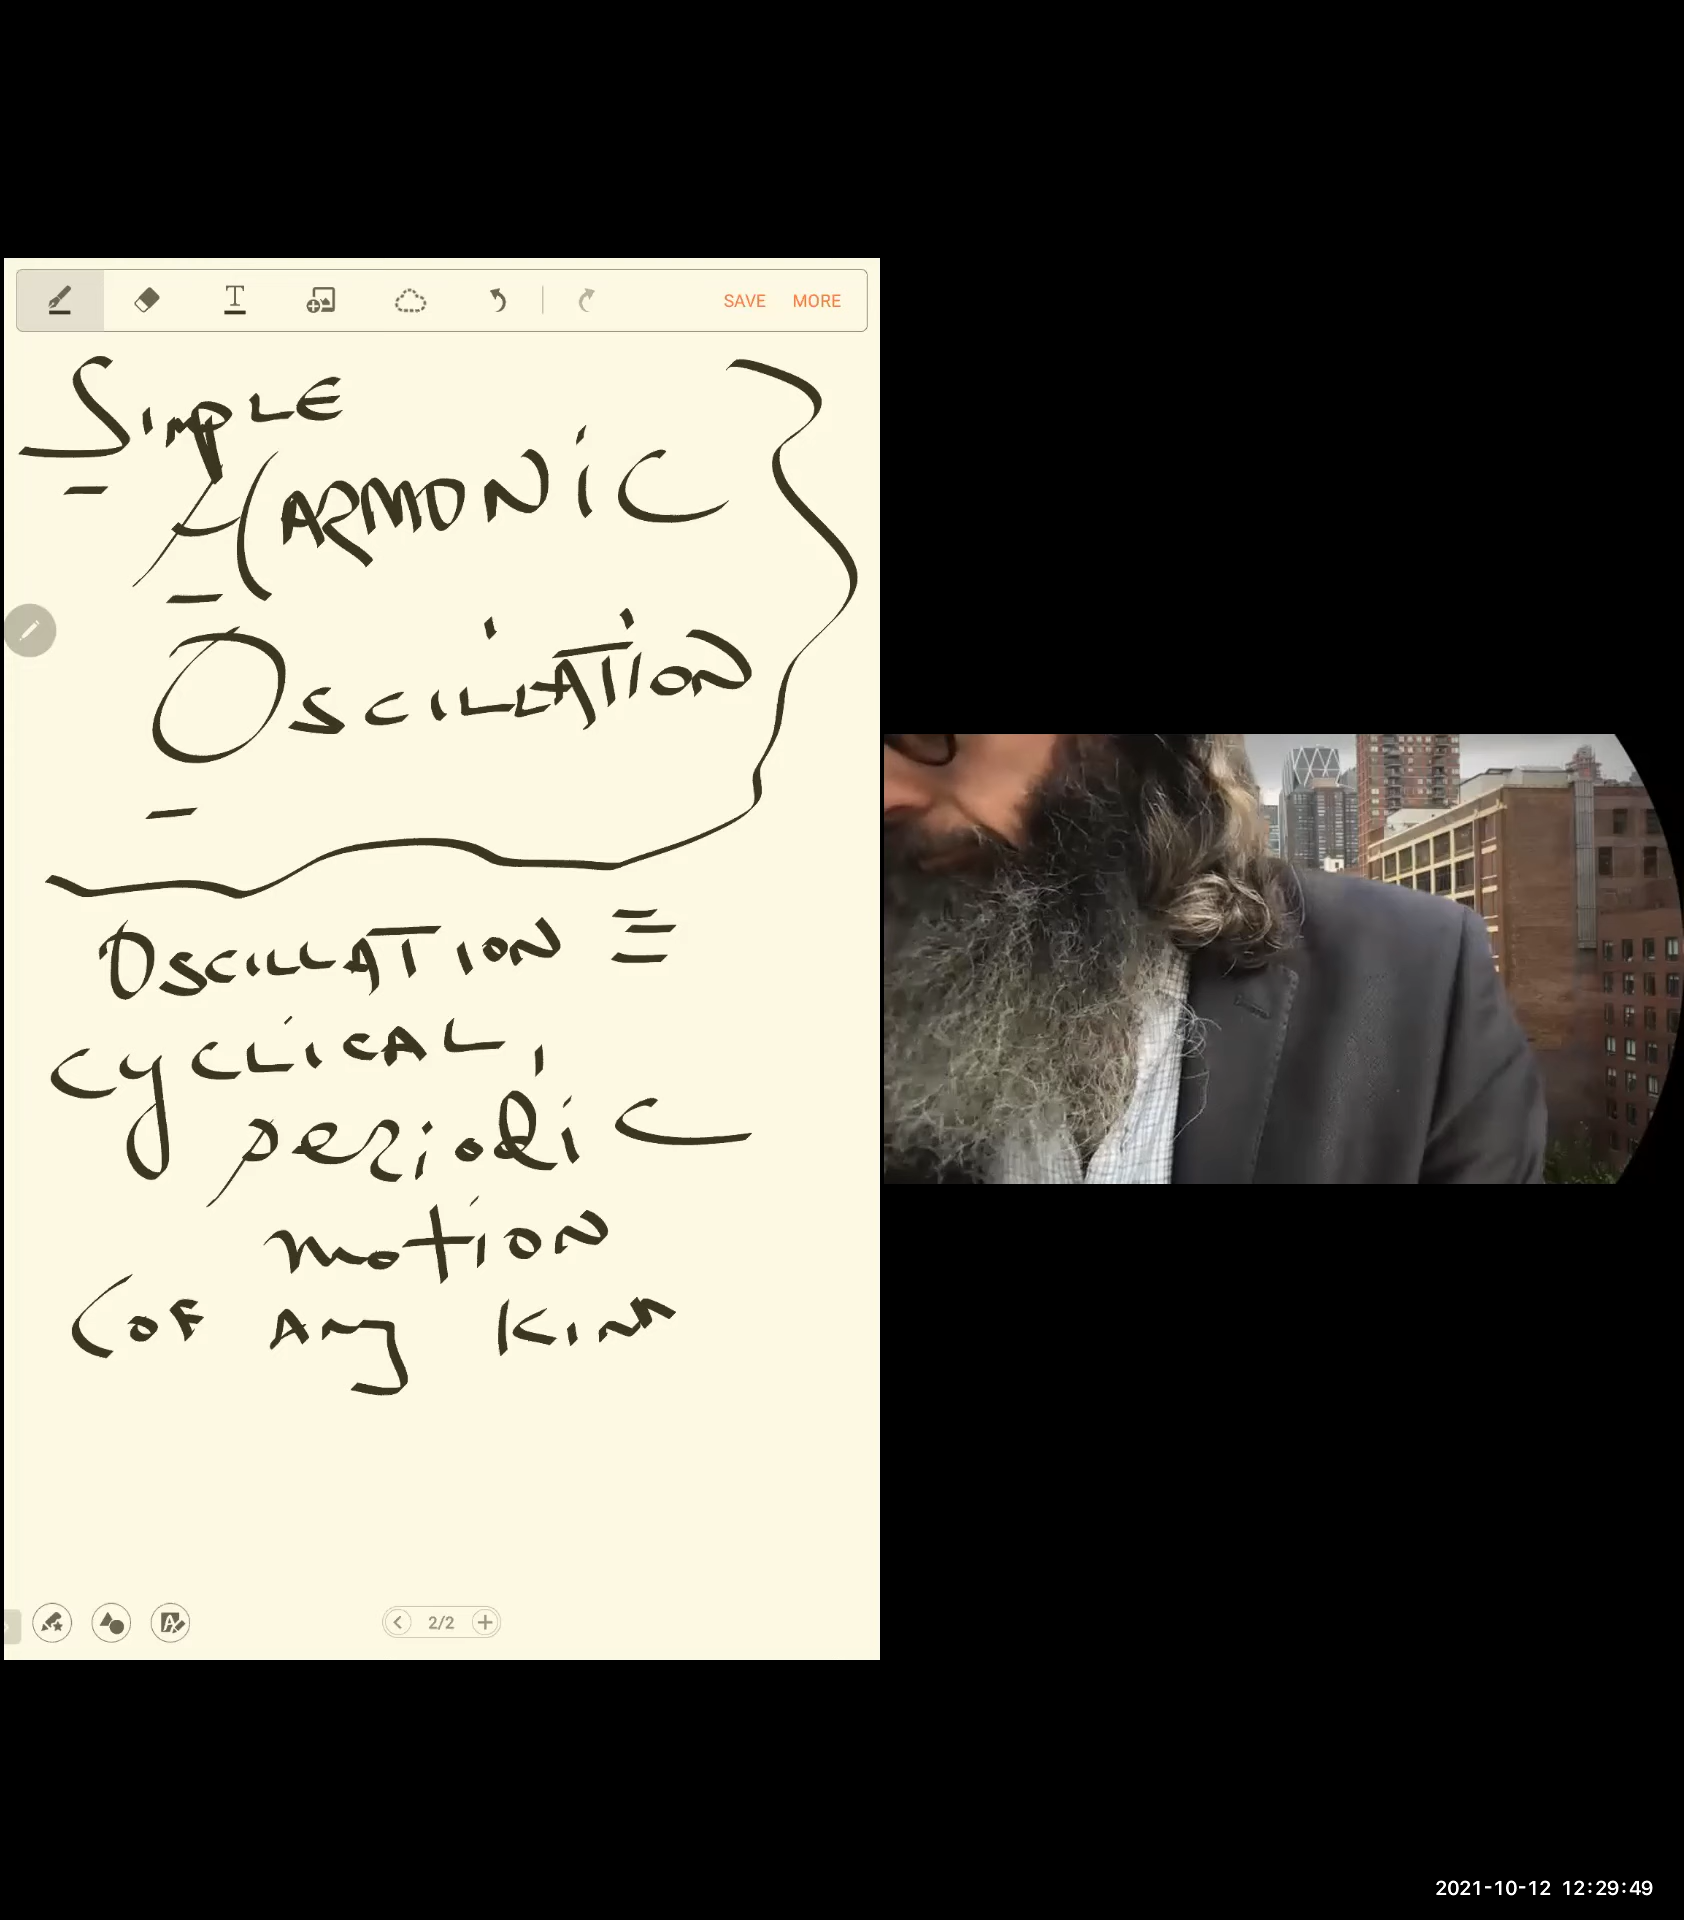 SAVE MORE
SimpLE
HARMONiC
OsciLLATiON
OSCiLLATION ≡
cycLicAL,
periodic
motion
(OF Any Kin
2/2
2021-10-12 12:29:49